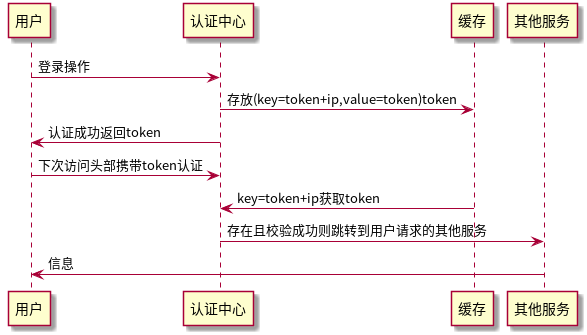 用户 认证中心 缓存 其他服务
登录操作
存放(key=token+ip,value=token)token
认证成功返回token
下次访问头部携带token认证
key=token+ip获取token
存在且校验成功则跳转到用户请求的其他服务
信息
用户 认证中心 缓存 其他服务